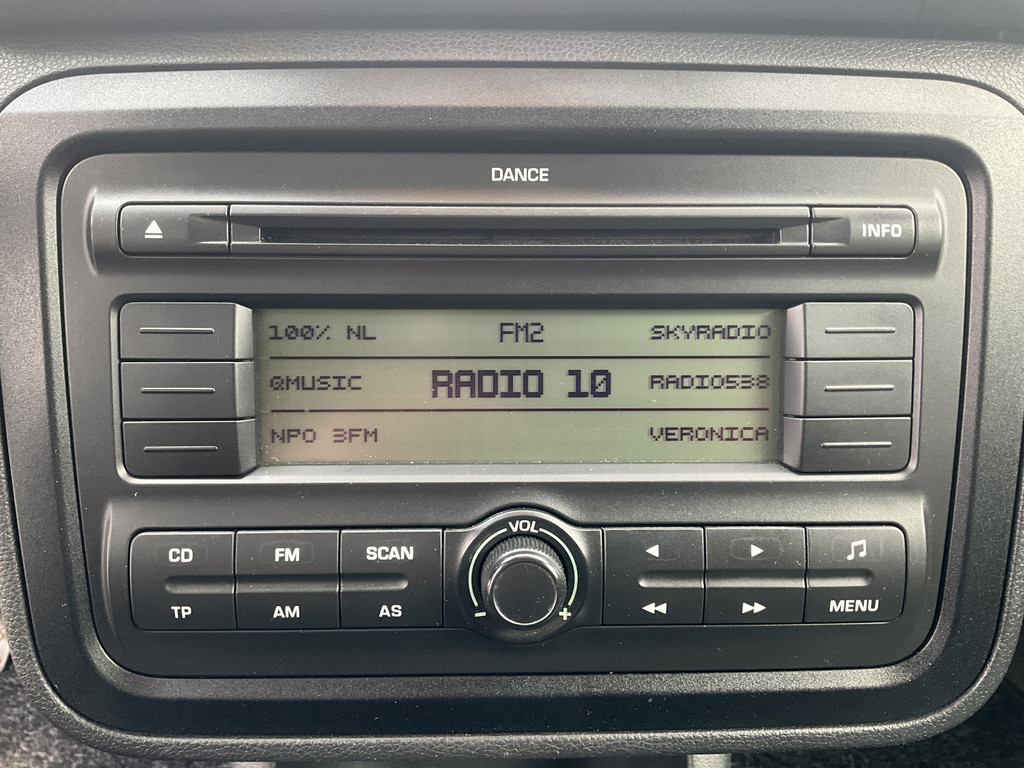 DANCE
INFO
100% NL FM2 SKYRADIO
QMUSIC RADIO 10 RADIO538
NPO 3FM VERONICA
VOL
CD FM SCAN
TP AM AS - + MENU